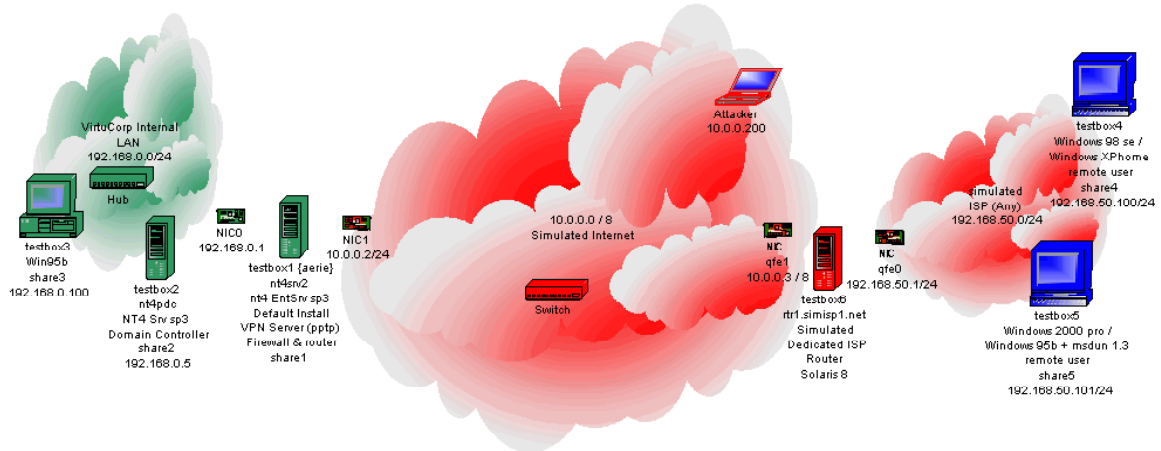 VirtuCorp Internal
LAN
192.168.0.0/24
Hub
testbox3
Win95b
share3
192.168.0.100
testbox2
nt4pdc
NT4 Srv sp3
Domain Controller
share2
192.168.0.5
NIC0
192.168.0.1
testbox1 {aerie}
nt4srv2
nt4 EntSrv sp3
Default Install
VPN Server (pptp)
Firewall & router
share1
NIC1
10.0.0.2/24
10.0.0.0 / 8
Simulated Internet
Switch
Attacker
10.0.0.200
NIC
qfe1
10.0.0.3 / 8
testbox6
rtr1.simisp1.net
Simulated
Dedicated ISP
Router
Solaris 8
NIC
qfe0
192.168.50.1/24
simulated
ISP (Any)
192.168.50.0/24
testbox4
Windows 98 se /
Windows XPhome
remote user
share4
192.168.50.100/24
testbox5
Windows 2000 pro /
Windows 95b + msdun 1.3
remote user
share5
192.168.50.101/24